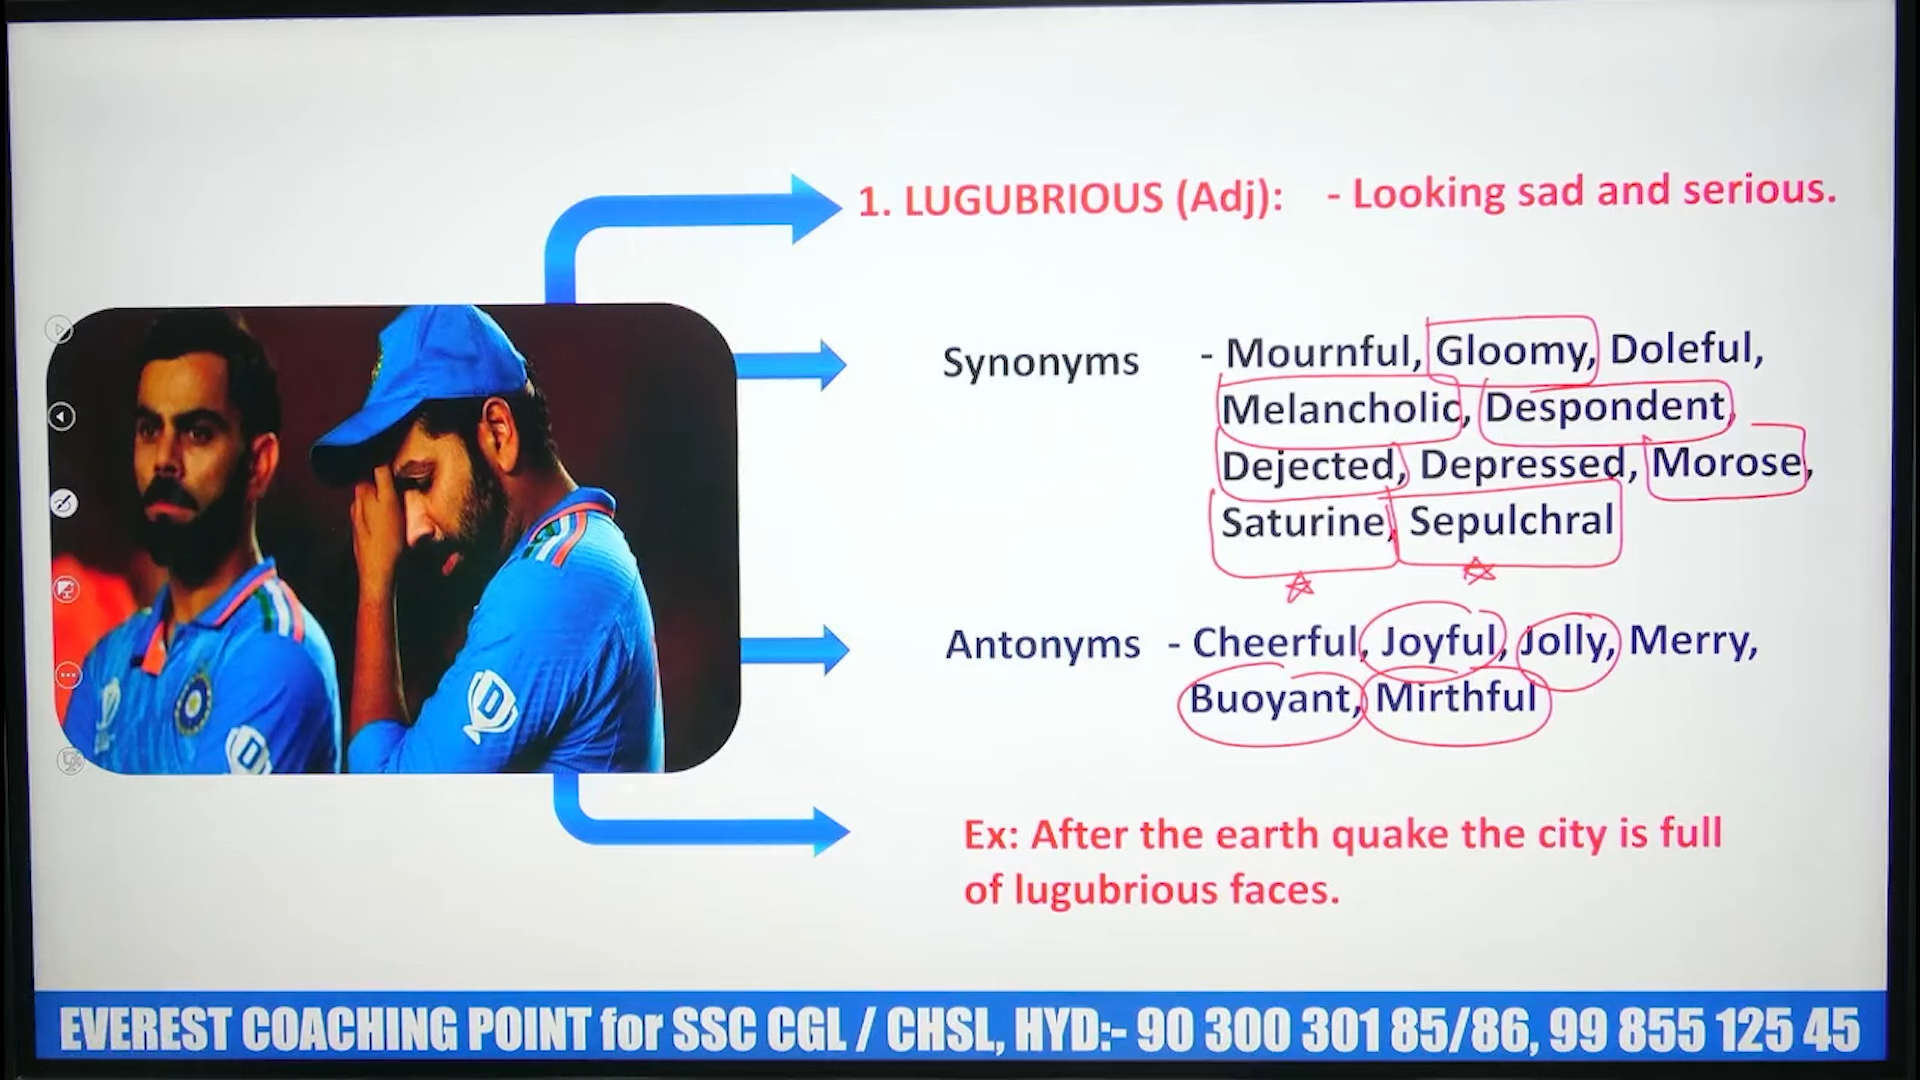 1. LUGUBRIOUS (Adj): - Looking sad and serious.
Synonyms - Mournful, Gloomy, Doleful,
Melancholic, Despondent,
Dejected, Depressed, Morose,
Saturine, Sepulchral
Antonyms - Cheerful, Joyful, Jolly, Merry,
Buoyant, Mirthful
D
D
Ex: After the earth quake the city is full
of lugubrious faces.
EVEREST COACHING POINT for SSC CGL / CHSL, HYD:- 90 300 301 85/86, 99 855 125 45